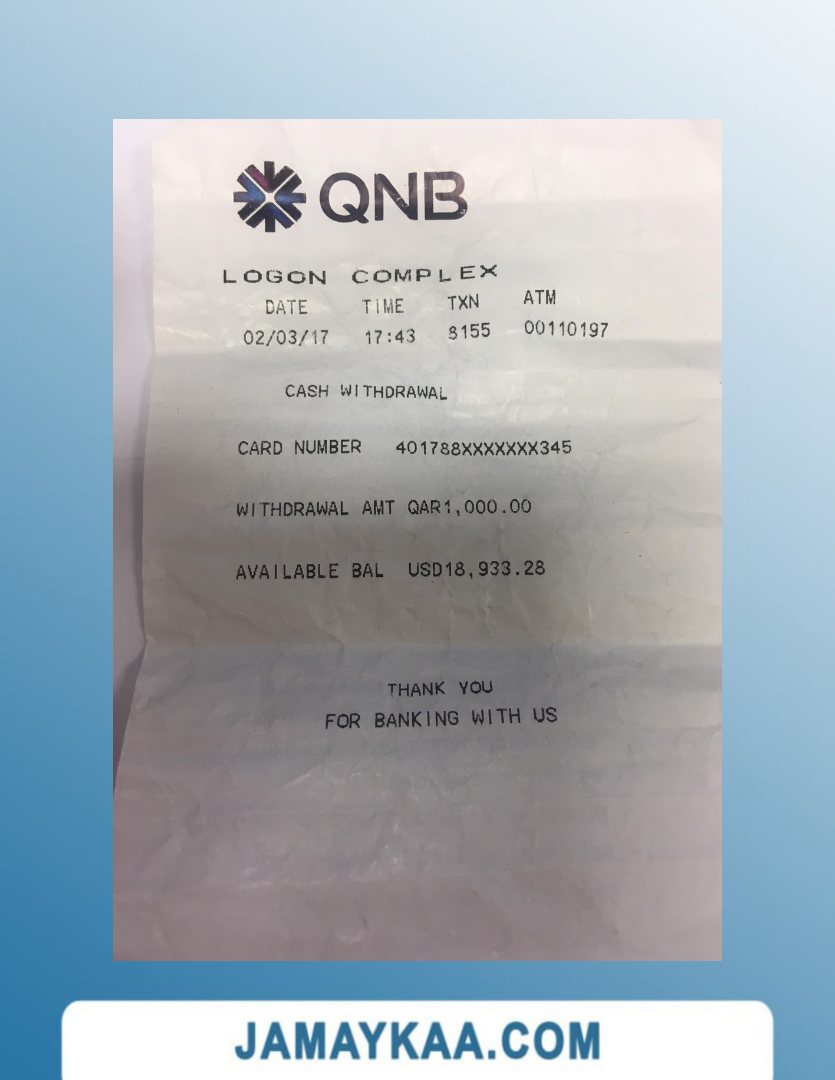 QNB
LOGON COMPLEX
DATE TIME TXN ATM
02/03/17 17:43 8155 00110197
CASH WITHDRAWAL
CARD NUMBER 401788XXXXXXX345
WITHDRAWAL AMT QAR1,000.00
AVAILABLE BAL USD18,933.28
THANK YOU
FOR BANKING WITH US
JAMAYKAA.COM